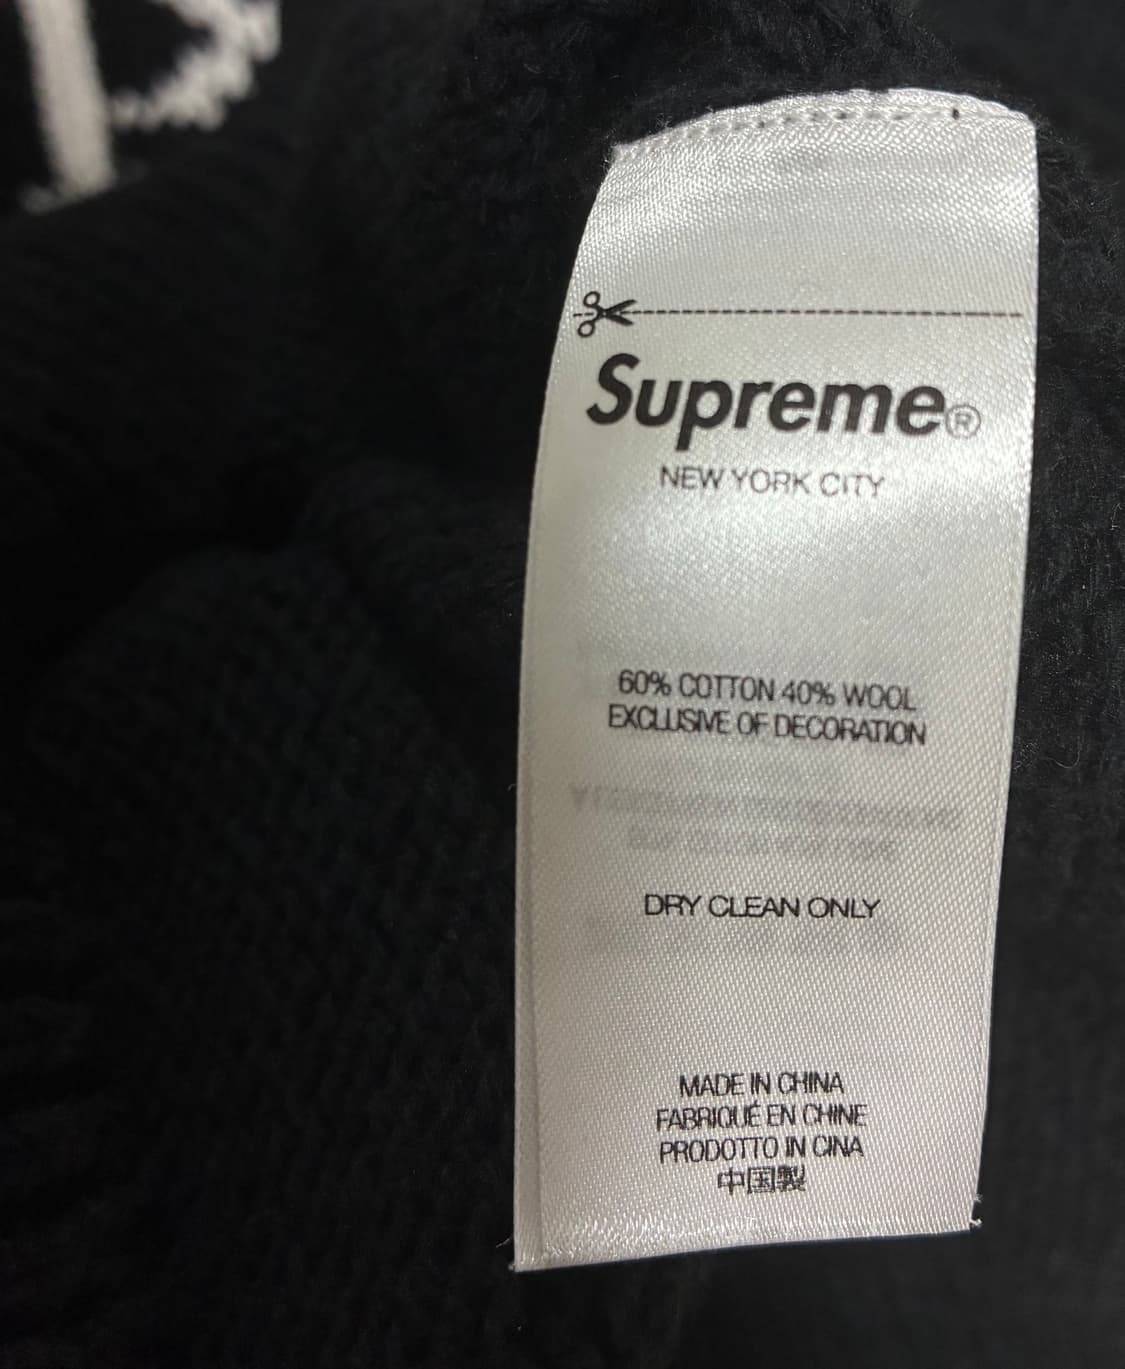 Supreme®
NEW YORK CITY
60% COTTON 40% WOOL
EXCLUSIVE OF DECORATION
DRY CLEAN ONLY
MADE IN CHINA
FABRIQUÉ EN CHINE
PRODOTTO IN CINA
中国製